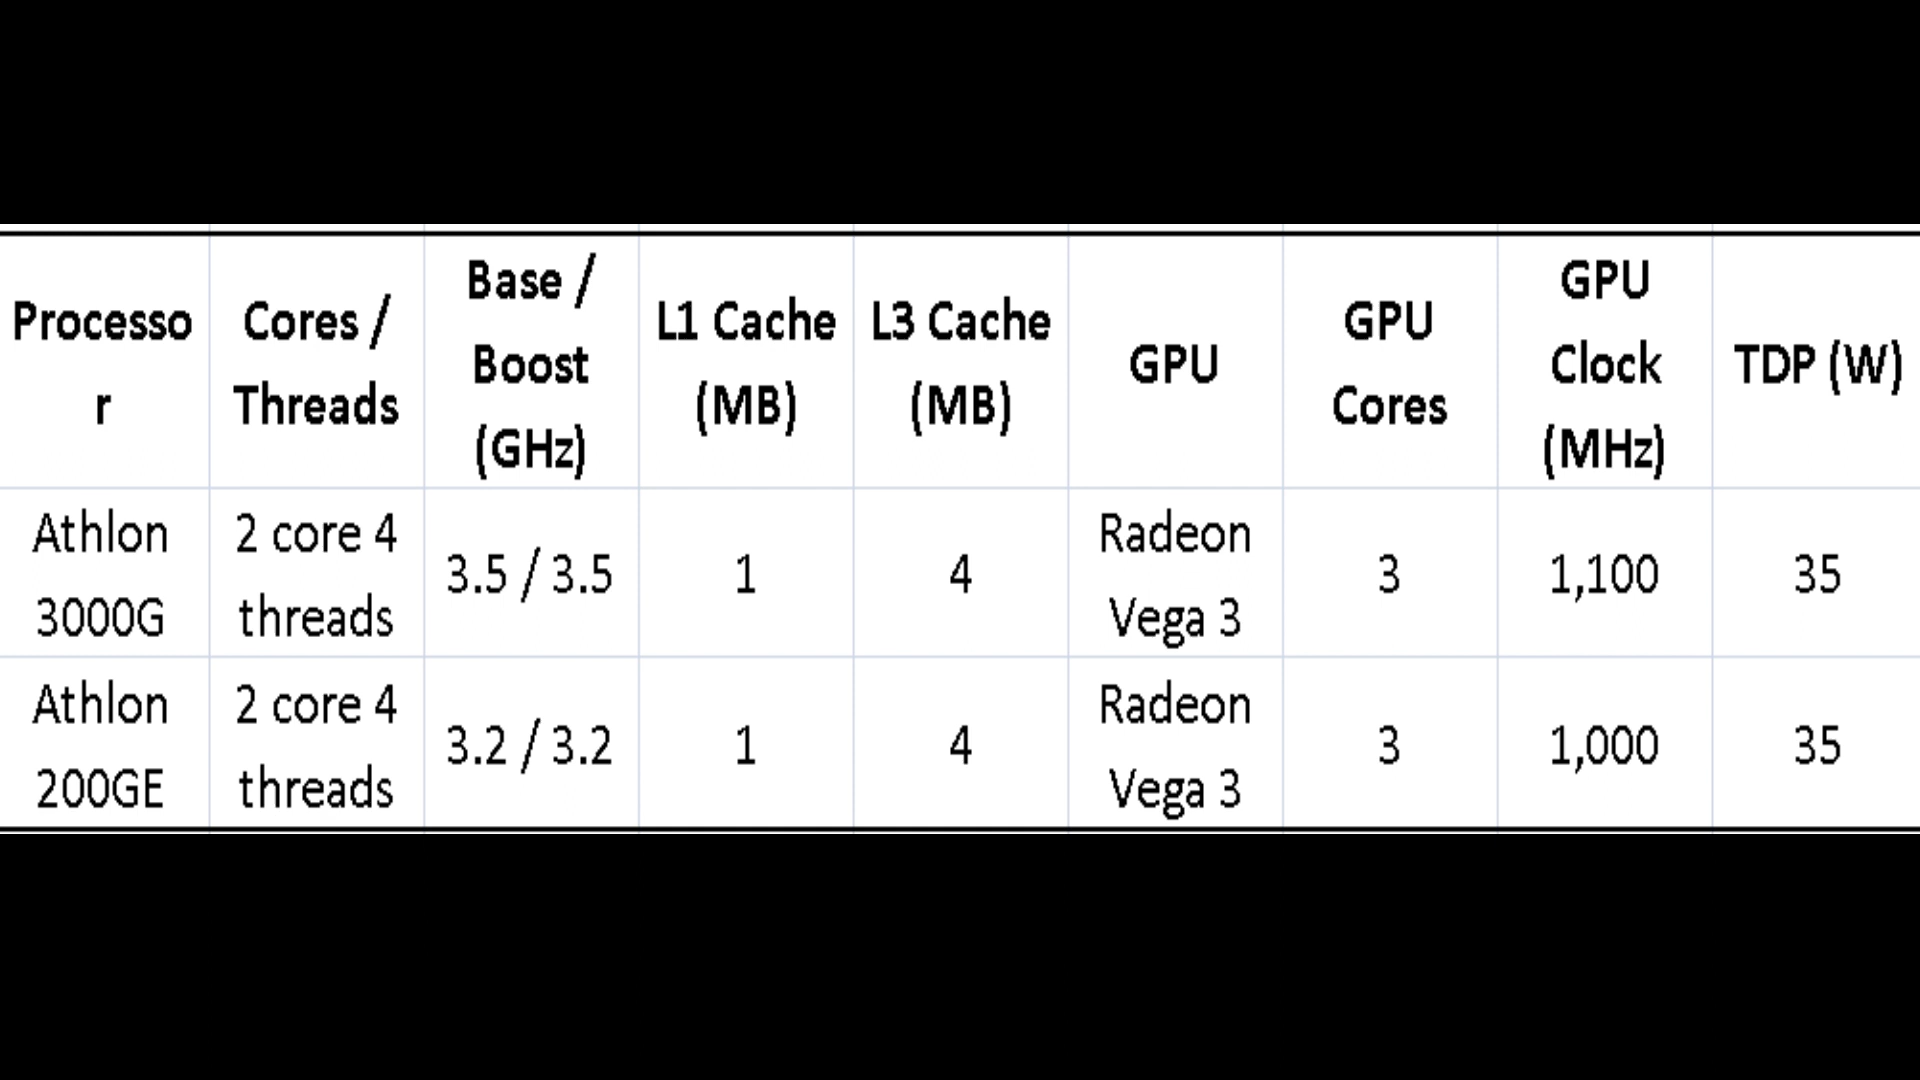 Processo
r
Cores /
Threads
Base /
Boost
(GHz)
L1 Cache
(MB)
L3 Cache
(MB)
GPU
GPU
Cores
GPU
Clock
(MHz)
TDP (W)
Athlon
3000G
2 core 4
threads
3.5 / 3.5
1
4
Radeon
Vega 3
3
1,100
35
Athlon
200GE
2 core 4
threads
3.2 / 3.2
1
4
Radeon
Vega 3
3
1,000
35